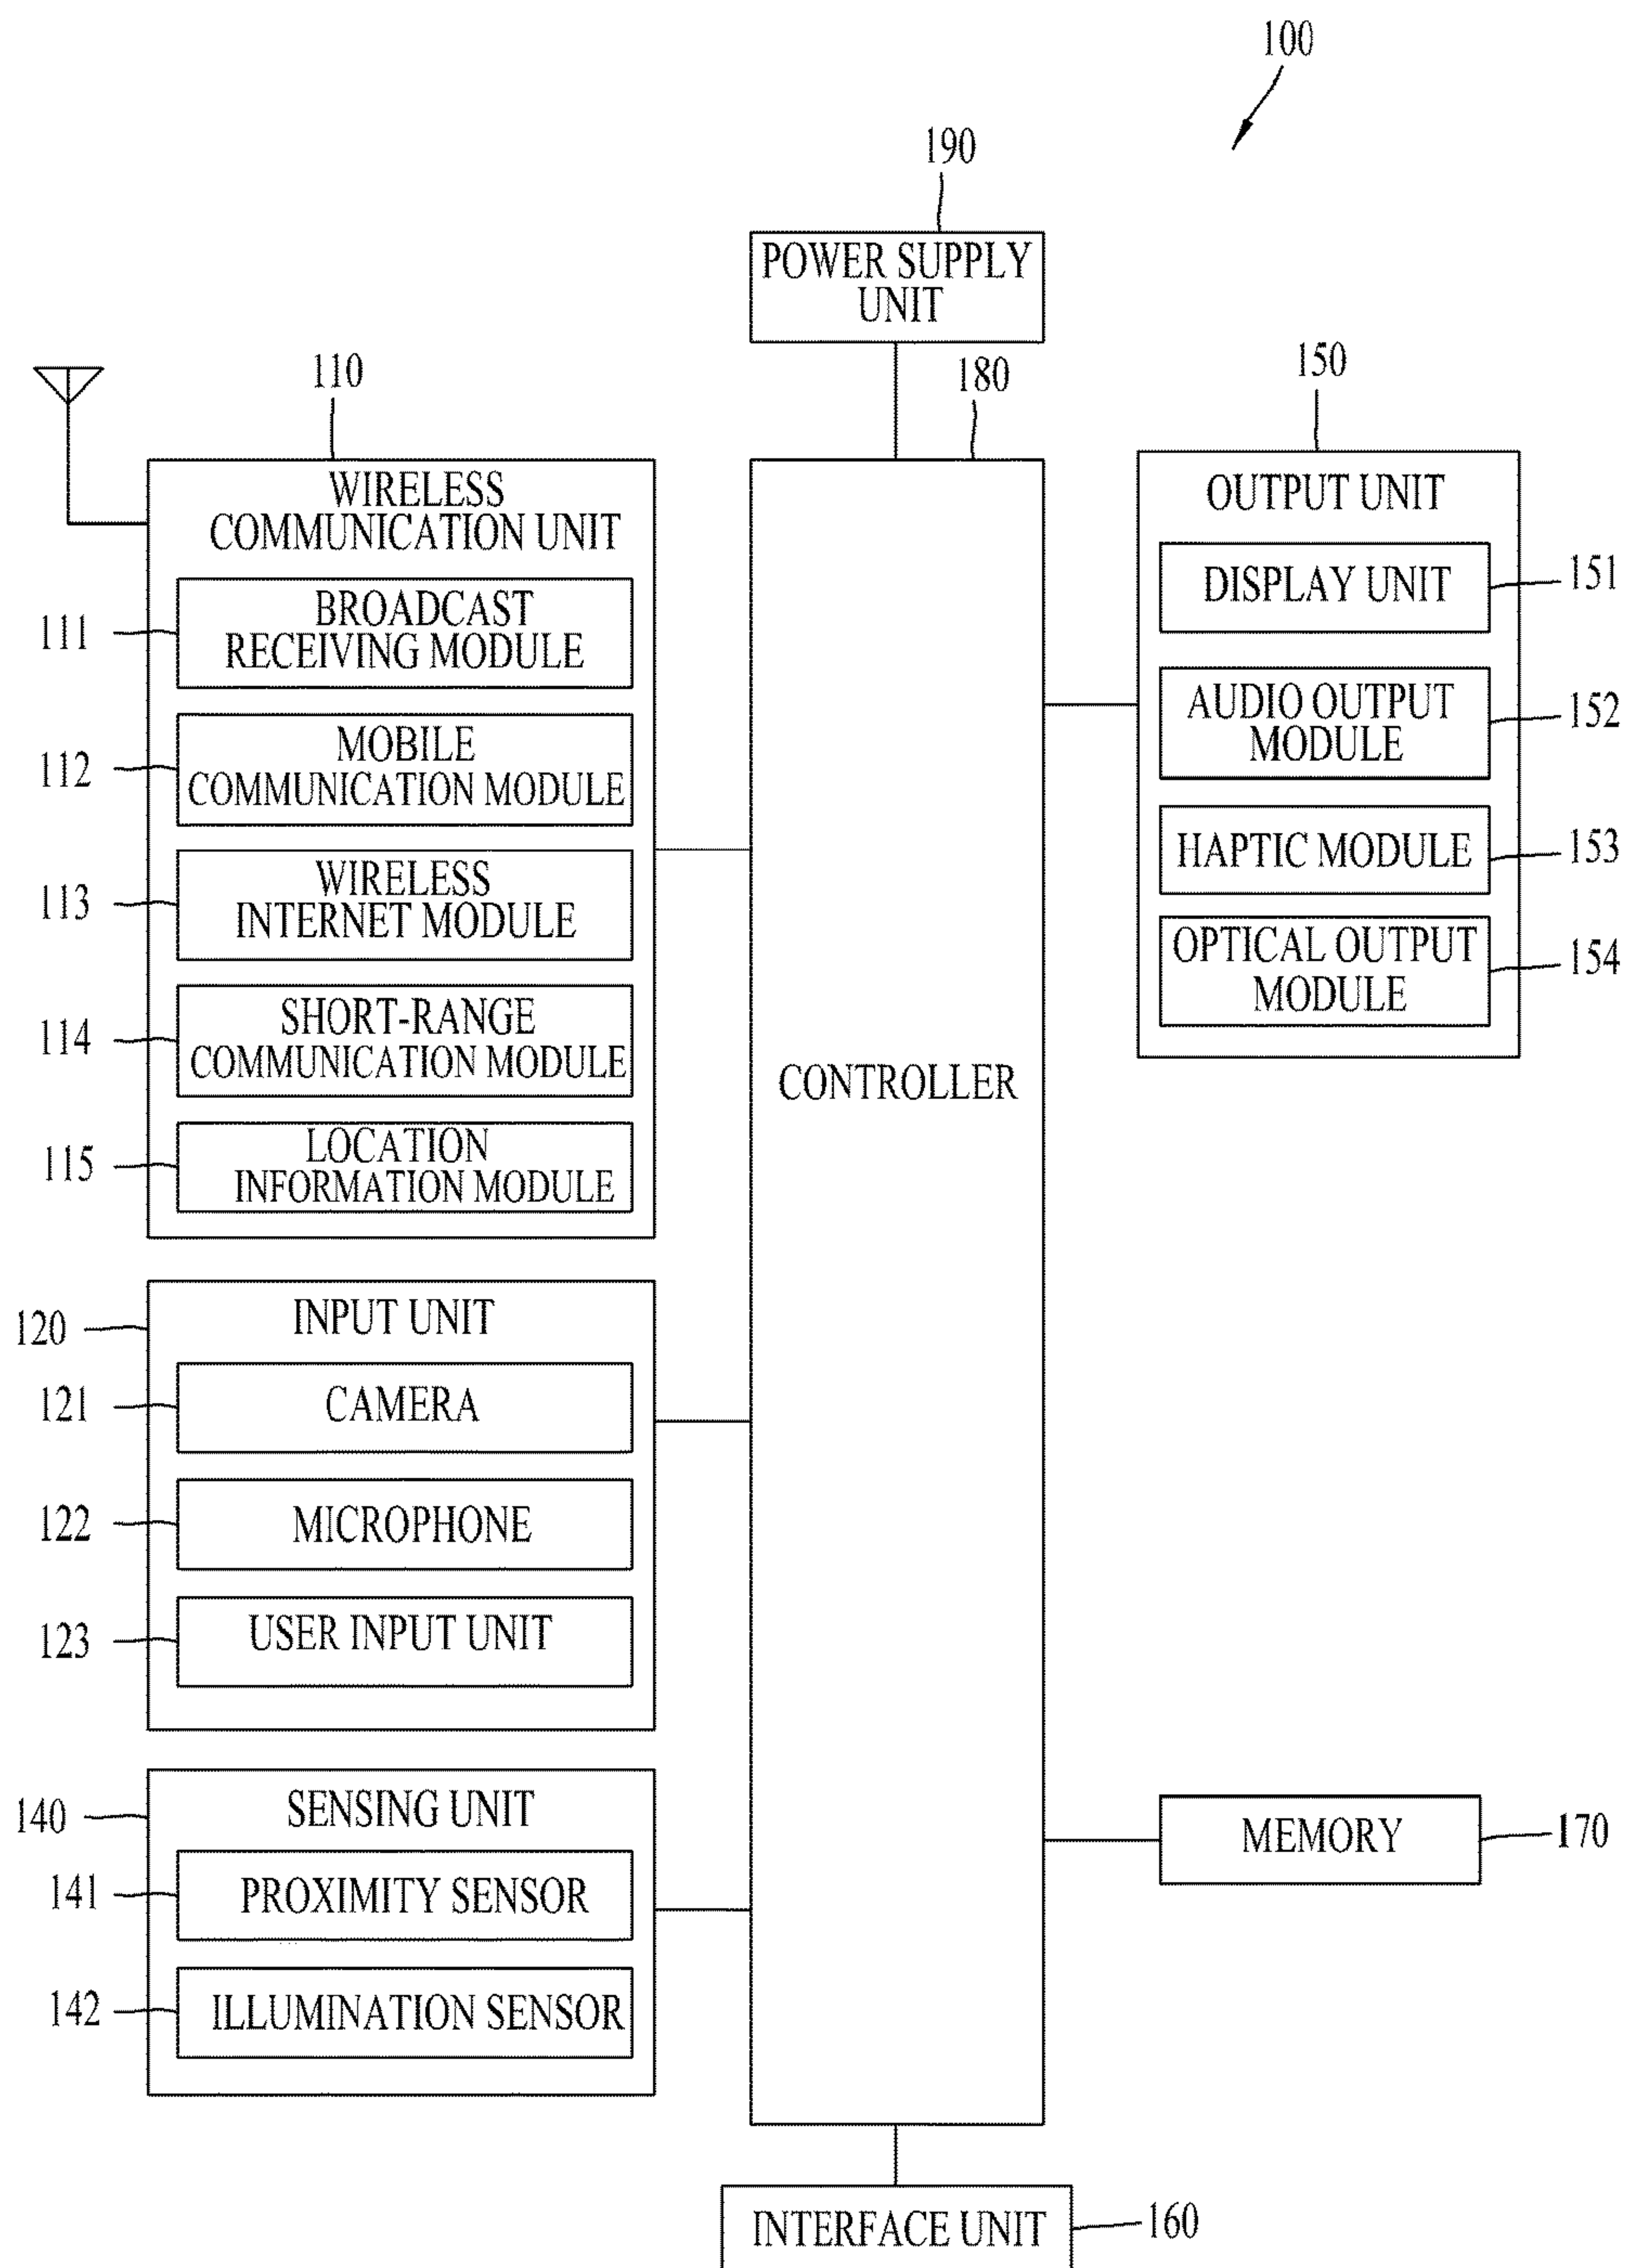 100
190
POWER SUPPLY
UNIT
110
180
150
WIRELESS
COMMUNICATION UNIT
111
BROADCAST
RECEIVING MODULE
112
MOBILE
COMMUNICATION MODULE
113
WIRELESS
INTERNET MODULE
114
SHORT-RANGE
COMMUNICATION MODULE
115
LOCATION
INFORMATION MODULE
120
INPUT UNIT
121
CAMERA
122
MICROPHONE
123
USER INPUT UNIT
140
SENSING UNIT
141
PROXIMITY SENSOR
142
ILLUMINATION SENSOR
CONTROLLER
OUTPUT UNIT
DISPLAY UNIT
151
AUDIO OUTPUT
MODULE
152
HAPTIC MODULE
153
OPTICAL OUTPUT
MODULE
154
MEMORY
170
INTERFACE UNIT
160